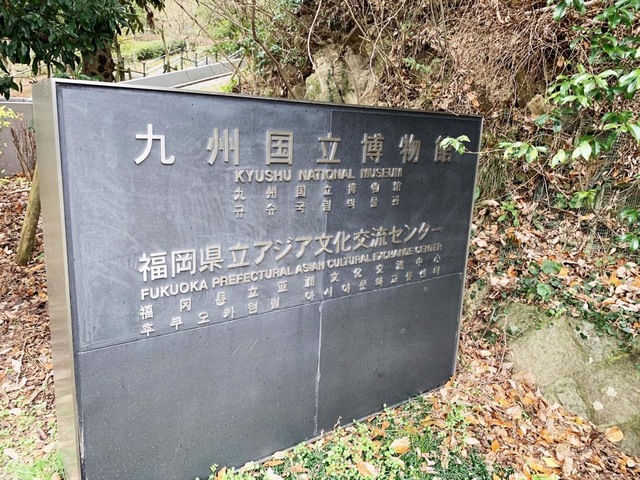 九州国立博物館
KYUSHU NATIONAL MUSEUM
九州国立博物館
규슈국립박물관
福岡県立アジア文化交流センター
FUKUOKA PREFECTURAL ASIAN CULTURAL EXCHANGE CENTER
福冈县立亚洲文化交流中心
후쿠오카현립 아시아문화교류센터